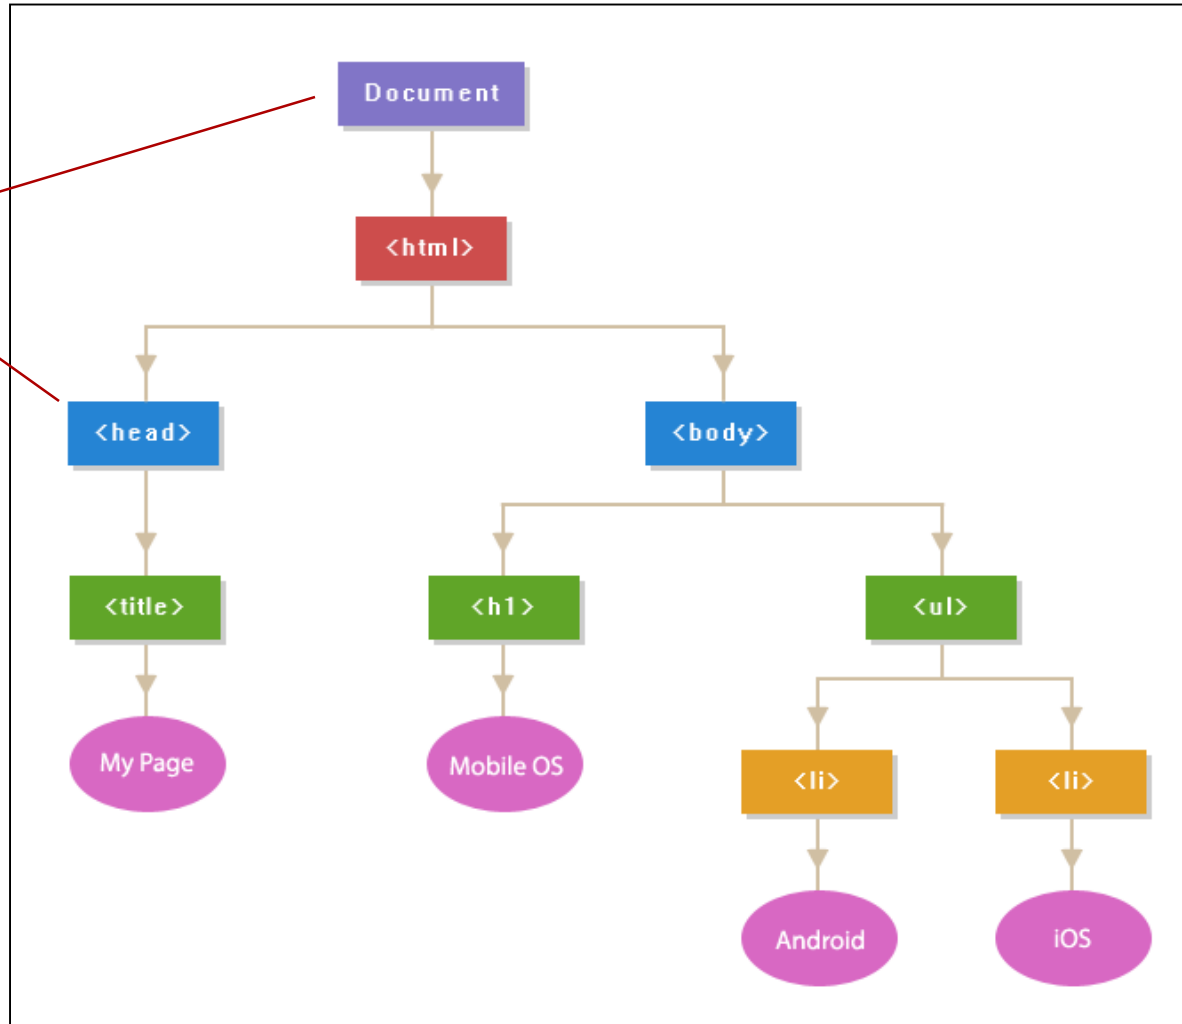 Document
<html>
<head>
<body>
<title>
<h1>
<ul>
My Page
Mobile OS
<li>
<li>
Android
iOS